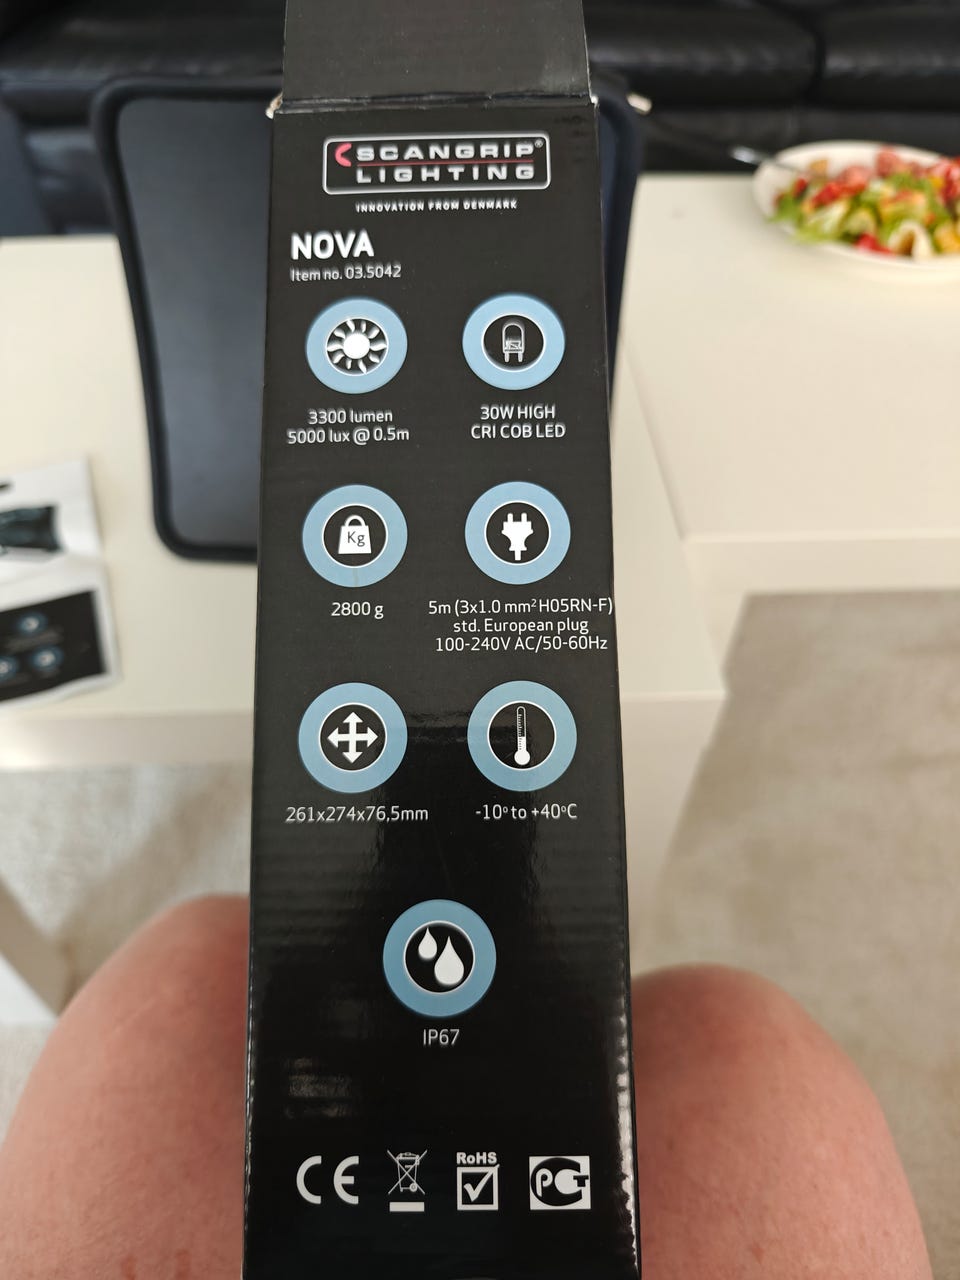 SCANGRIP®
LIGHTING
INNOVATION FROM DENMARK
NOVA
Item no. 03.5042
3300 lumen
5000 lux @ 0.5m
30W HIGH
CRI COB LED
Kg
2800 g
5m (3x1.0 mm² H05RN-F)
std. European plug
100-240V AC/50-60Hz
261x274x76,5mm
-10° to +40°C
IP67
CE
RoHS
PCT